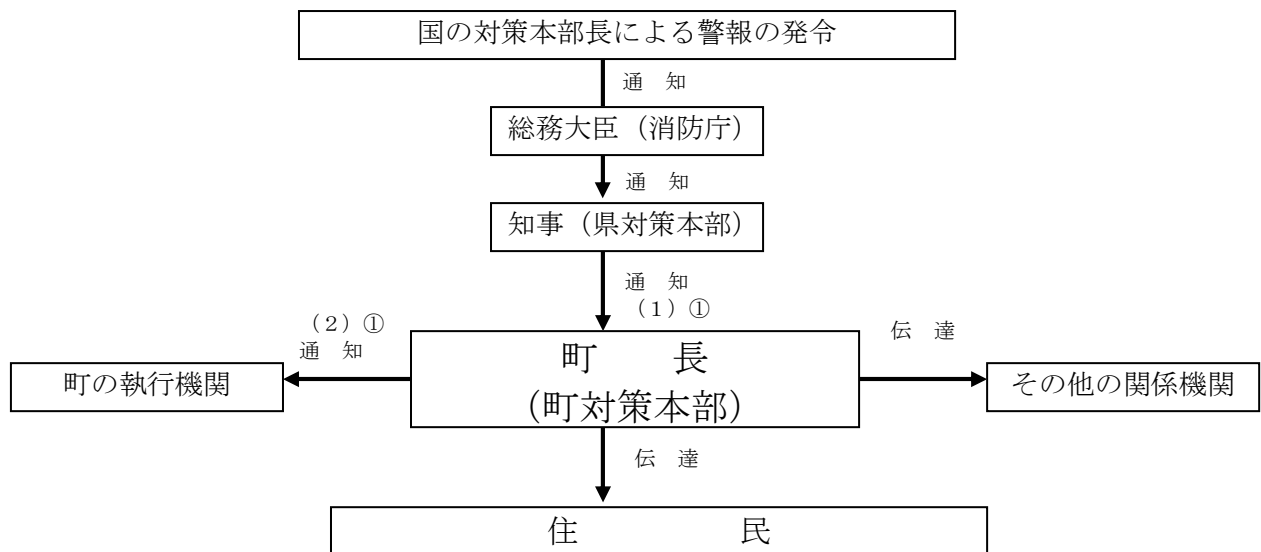 国の対策本部長による警報の発令
通　知
総務大臣（消防庁）
通　知
知事（県対策本部）
通　知
（１）①
（２）①
通　知
伝　達
町の執行機関
町　　長
（町対策本部）
その他の関係機関
伝　達
住　　　　　民